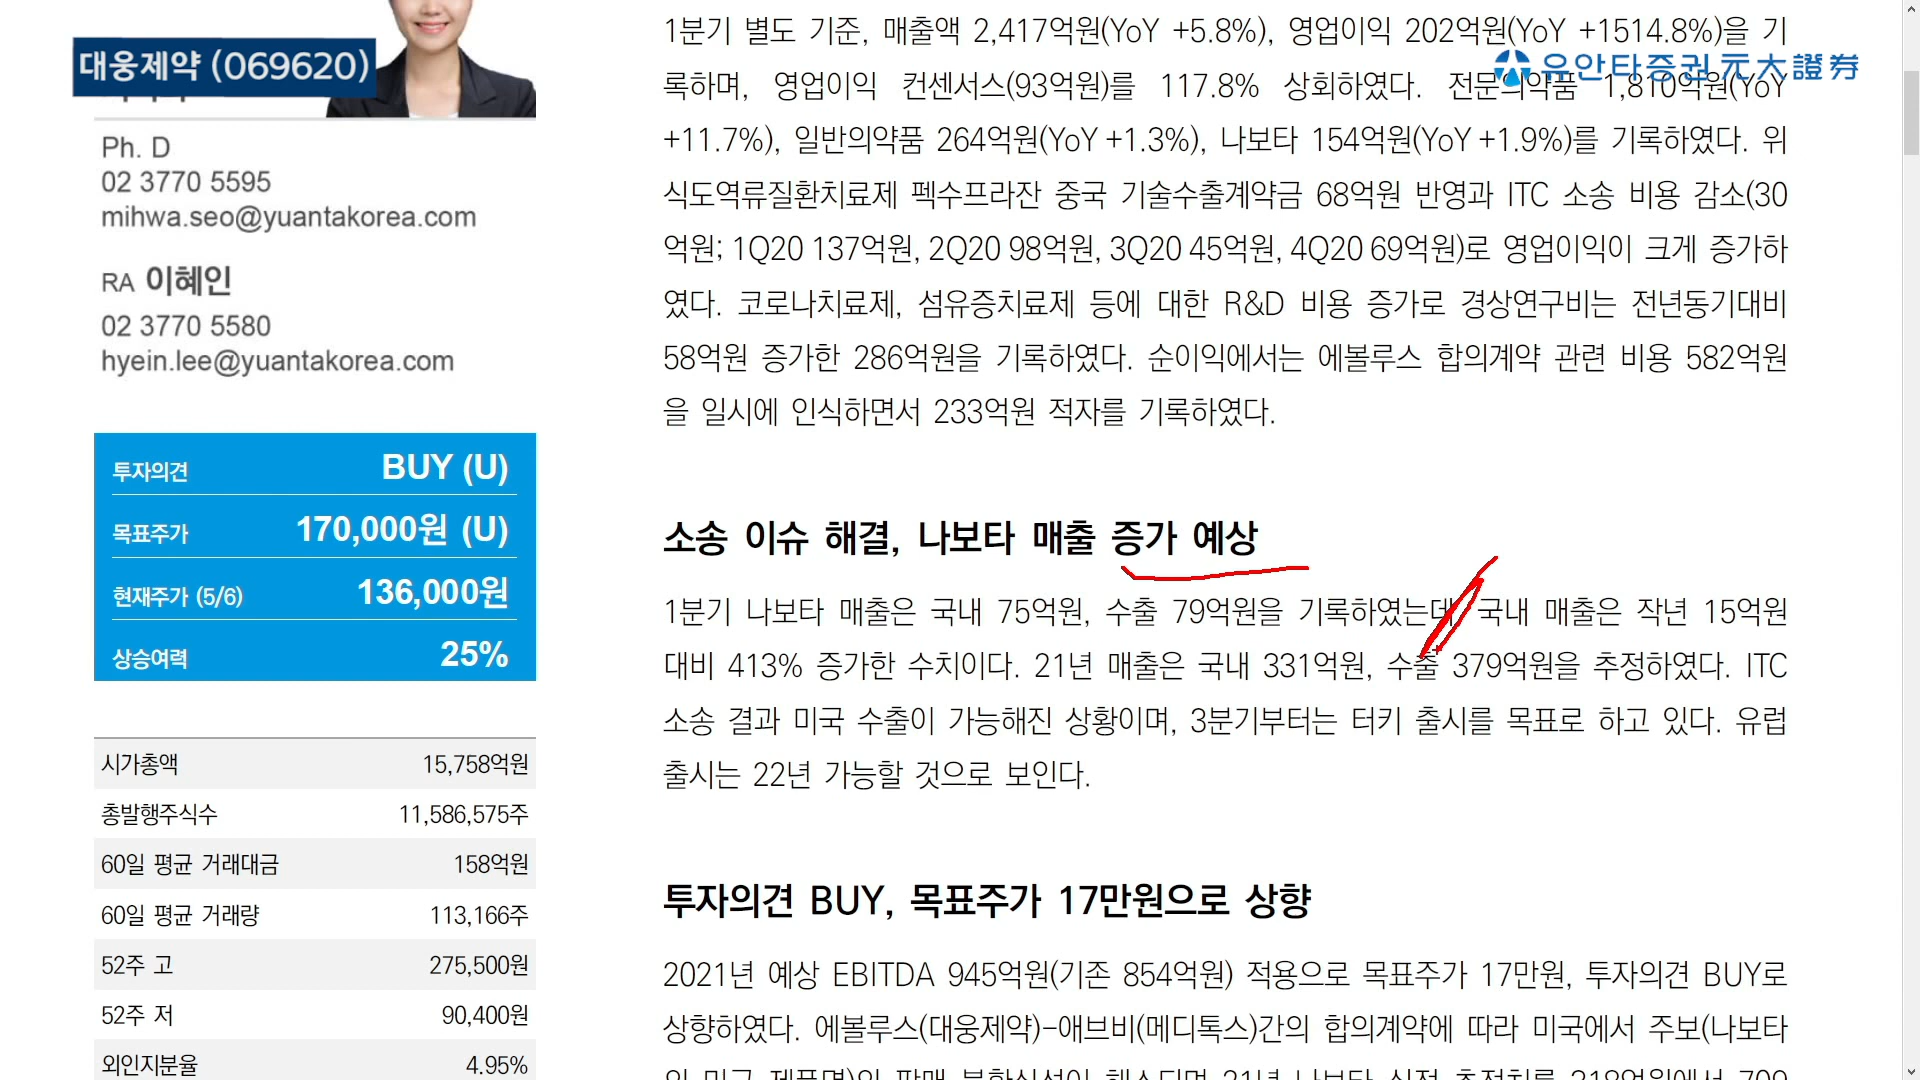 대웅제약 (069620)
Ph. D
02 3770 5595
mihwa.seo@yuantakorea.com
RA 이혜인
02 3770 5580
hyein.lee@yuantakorea.com
투자의견 BUY (U)
목표주가 170,000원 (U)
현재주가 (5/6) 136,000원
상승여력 25%
시가총액 15,758억원
총발행주식수 11,586,575주
60일 평균 거래대금 158억원
60일 평균 거래량 113,166주
52주 고 275,500원
52주 저 90,400원
외인지분율 4.95%
유안타증권 元大證券
1분기 별도 기준, 매출액 2,417억원(YoY +5.8%), 영업이익 202억원(YoY +1514.8%)을 기
록하며, 영업이익 컨센서스(93억원)를 117.8% 상회하였다. 전문의약품 1,810억원(YoY
+11.7%), 일반의약품 264억원(YoY +1.3%), 나보타 154억원(YoY +1.9%)를 기록하였다. 위
식도역류질환치료제 펙수프라잔 중국 기술수출계약금 68억원 반영과 ITC 소송 비용 감소(30
억원; 1Q20 137억원, 2Q20 98억원, 3Q20 45억원, 4Q20 69억원)로 영업이익이 크게 증가하
였다. 코로나치료제, 섬유증치료제 등에 대한 R&D 비용 증가로 경상연구비는 전년동기대비
58억원 증가한 286억원을 기록하였다. 순이익에서는 에볼루스 합의계약 관련 비용 582억원
을 일시에 인식하면서 233억원 적자를 기록하였다.
소송 이슈 해결, 나보타 매출 증가 예상
1분기 나보타 매출은 국내 75억원, 수출 79억원을 기록하였는데 국내 매출은 작년 15억원
대비 413% 증가한 수치이다. 21년 매출은 국내 331억원, 수출 379억원을 추정하였다. ITC
소송 결과 미국 수출이 가능해진 상황이며, 3분기부터는 터키 출시를 목표로 하고 있다. 유럽
출시는 22년 가능할 것으로 보인다.
투자의견 BUY, 목표주가 17만원으로 상향
2021년 예상 EBITDA 945억원(기존 854억원) 적용으로 목표주가 17만원, 투자의견 BUY로
상향하였다. 에볼루스(대웅제약)-애브비(메디톡스)간의 합의계약에 따라 미국에서 주보(나보타